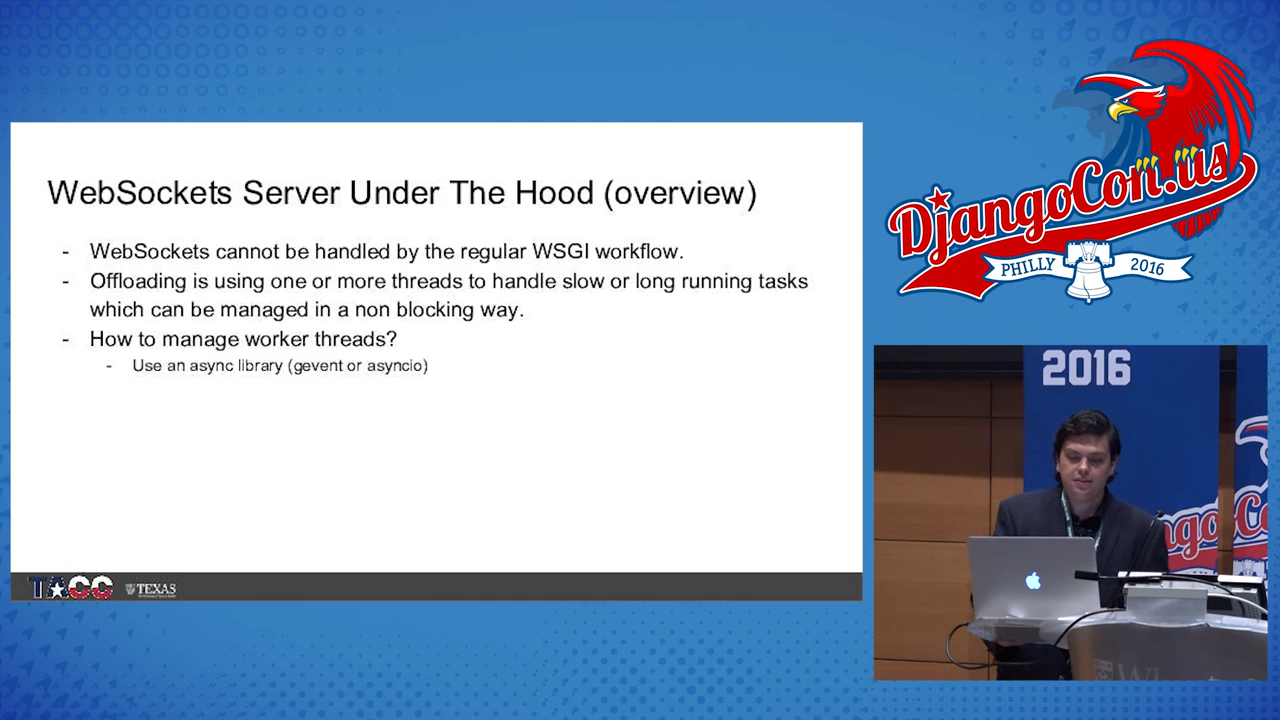 WebSockets Server Under The Hood (overview)
- WebSockets cannot be handled by the regular WSGI workflow.
- Offloading is using one or more threads to handle slow or long running tasks
which can be managed in a non blocking way.
- How to manage worker threads?
- Use an async library (gevent or asyncio)
TACC
TEXAS
DjangoCon.us
PHILLY 2016
2016
ngoCo